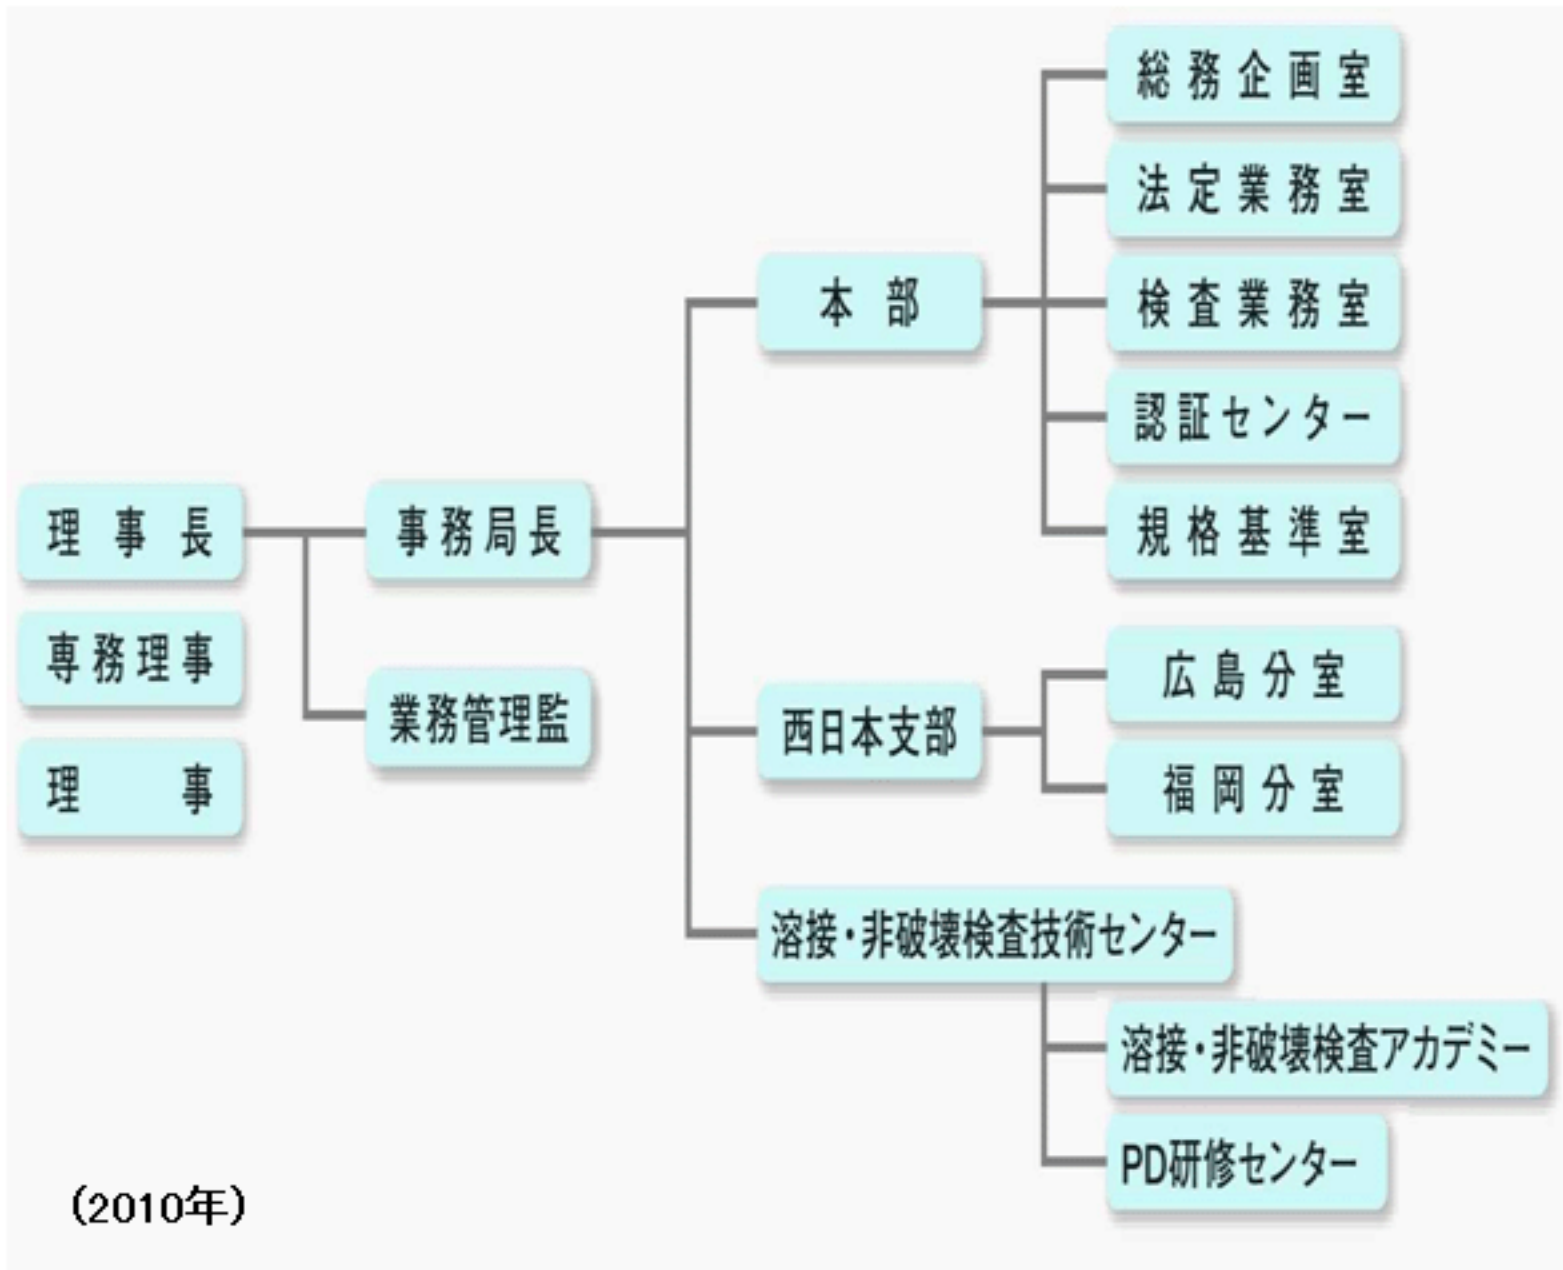 総務企画室
法定業務室
本部
検査業務室
認証センター
理事長
事務局長
規格基準室
専務理事
広島分室
業務管理監
西日本支部
理事
福岡分室
溶接・非破壊検査技術センター
溶接・非破壊検査アカデミー
PD研修センター
(2010年)